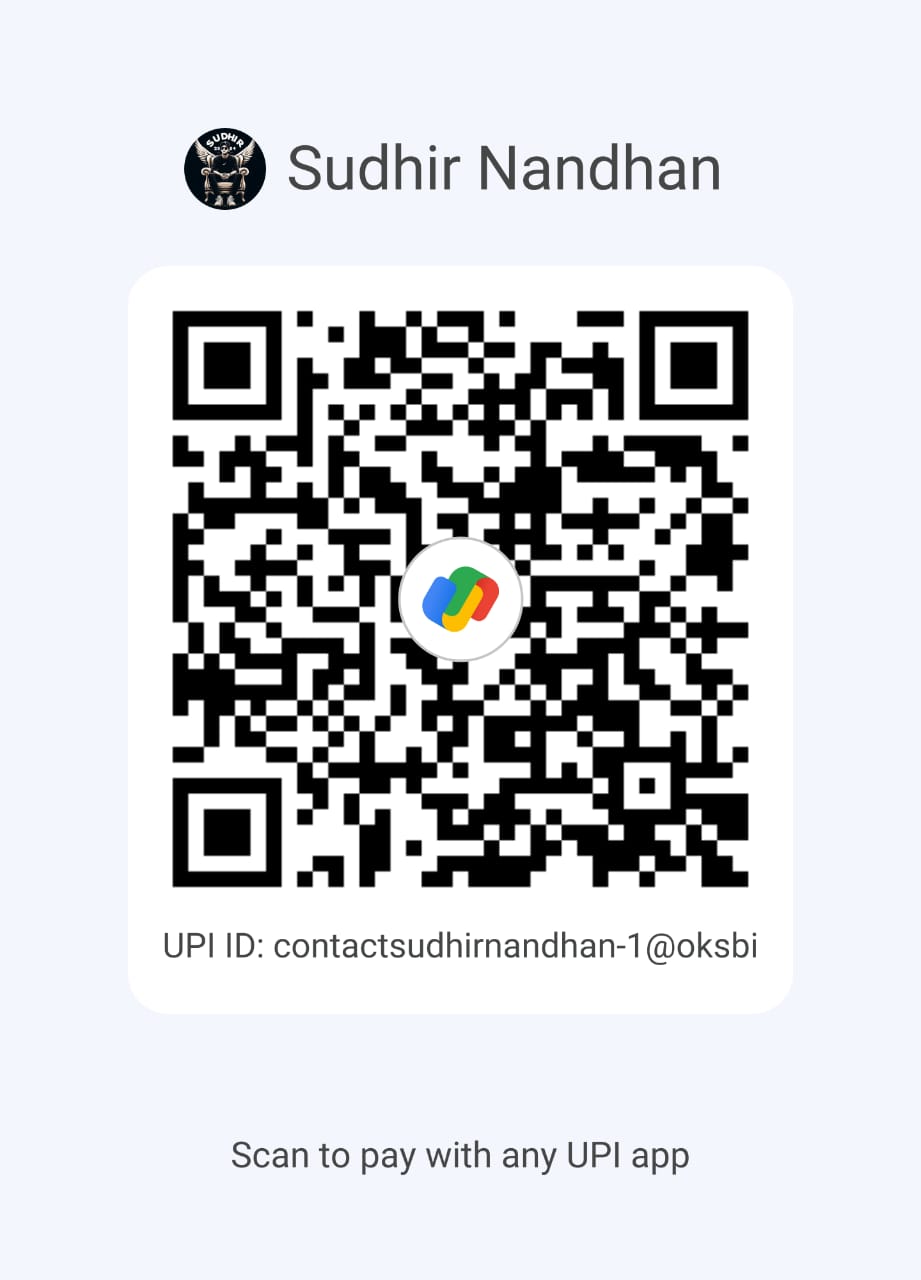 SUDHIR
Sudhir Nandhan
UPI ID: contactsudhirnandhan-1@oksbi
Scan to pay with any UPI app